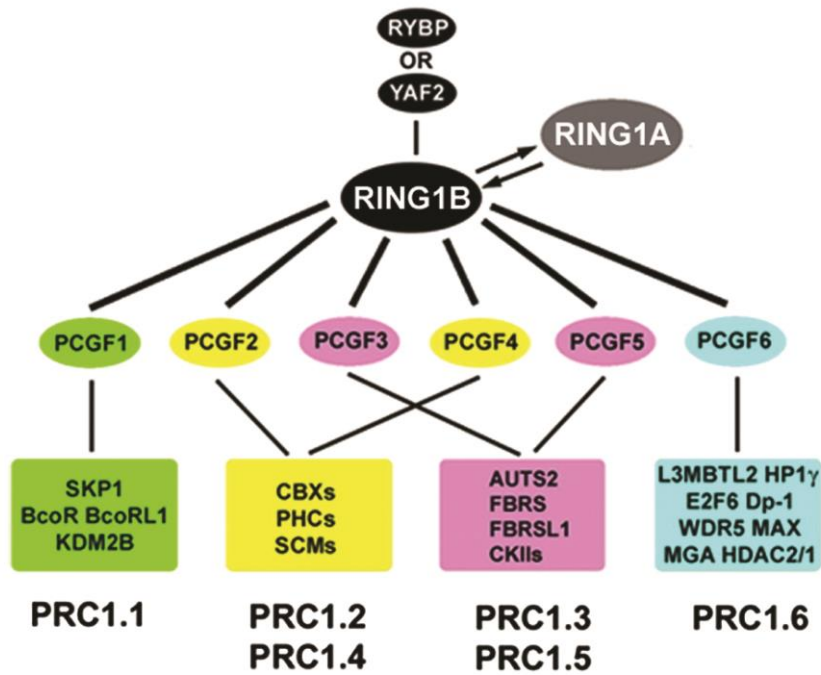 RYBP
OR
YAF2
RING1A
RING1B
PCGF1
PCGF2
PCGF3
PCGF4
PCGF5
PCGF6
SKP1
BcoR BcoRL1
KDM2B
CBXs
PHCs
SCMs
AUTS2
FBRS
FBRSL1
CKIIs
L3MBTL2 HP1γ
E2F6 Dp-1
WDR5 MAX
MGA HDAC2/1
PRC1.1
PRC1.2
PRC1.4
PRC1.3
PRC1.5
PRC1.6